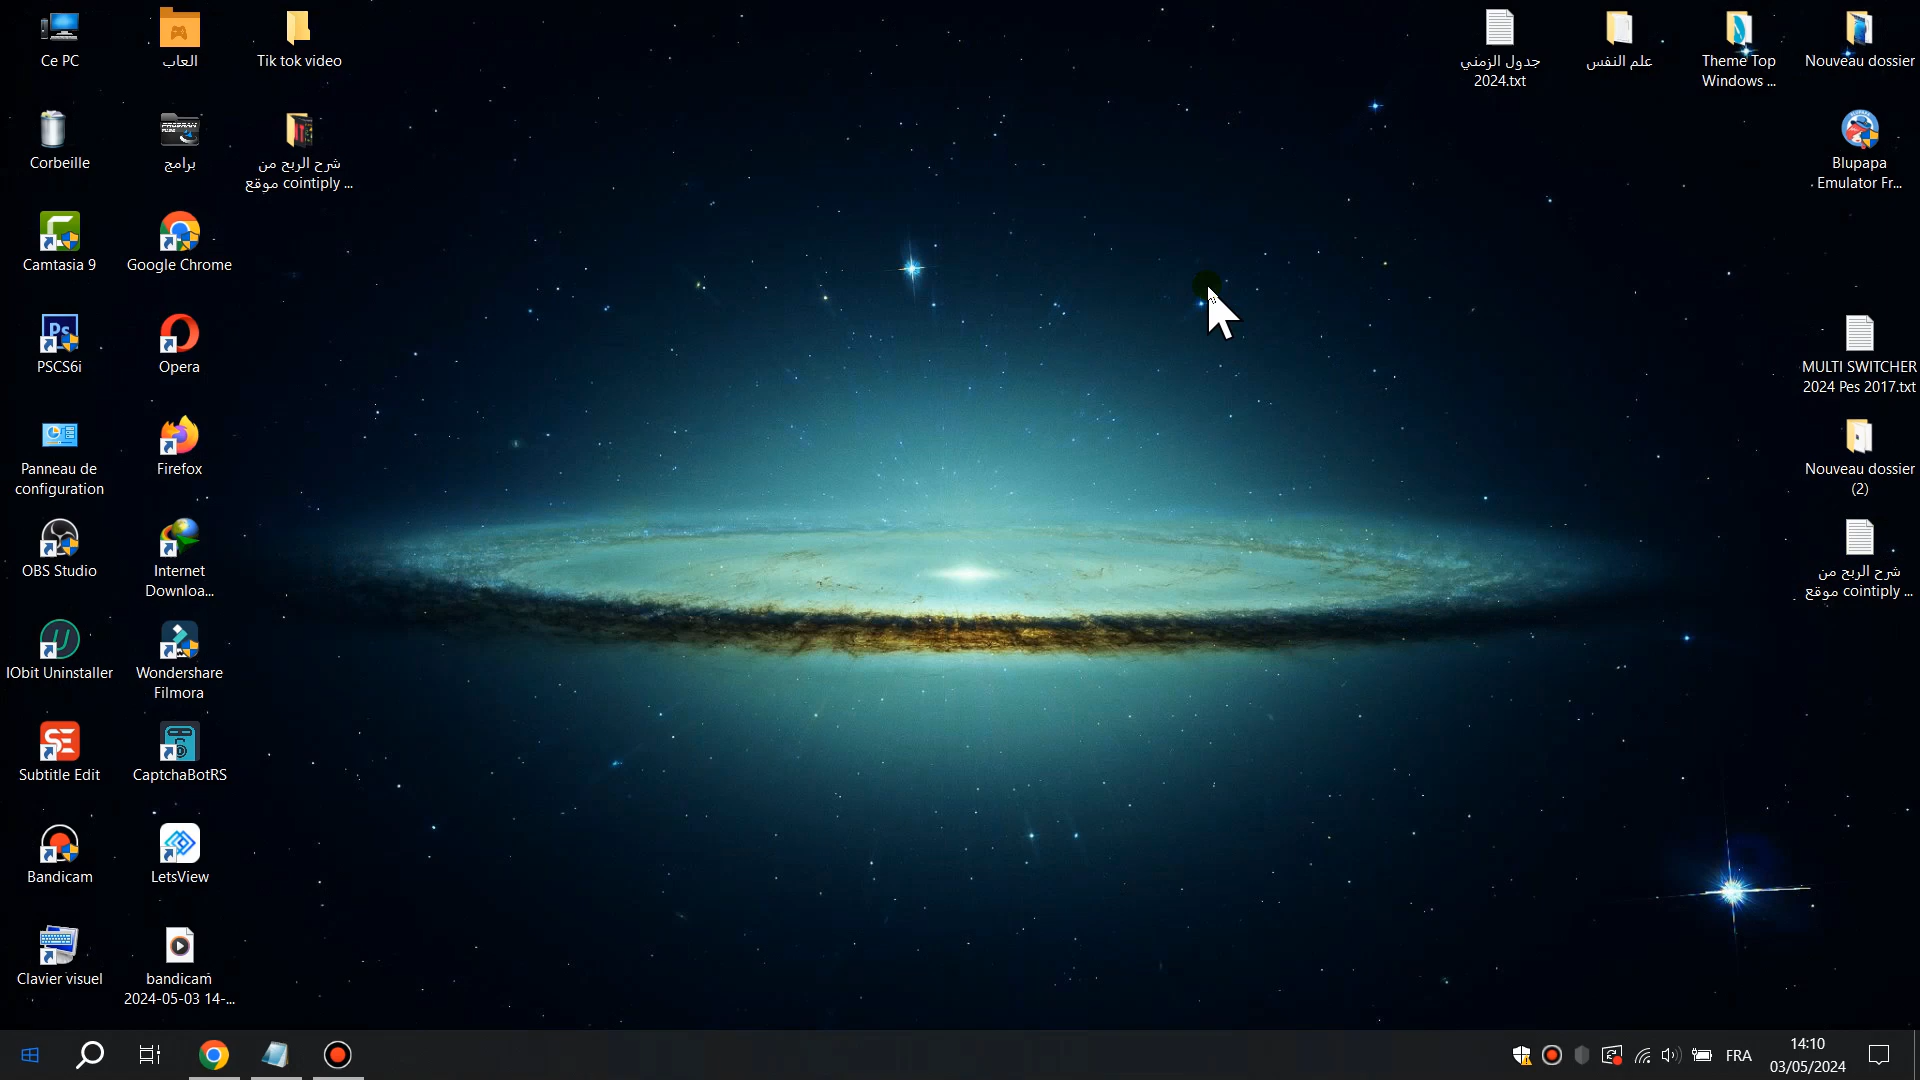 Ce PC
العاب
Tik tok video
جدول الزمني
2024.txt
علم النفس
Theme Top
Windows ...
Nouveau dossier
Corbeille
برامج
شرح الربح من
موقع cointiply ...
Blupapa
Emulator Fr...
Camtasia 9
Google Chrome
PSCS6i
Opera
MULTI SWITCHER
2024 Pes 2017.txt
Panneau de
configuration
Firefox
Nouveau dossier
(2)
OBS Studio
Internet
Downloa...
شرح الربح من
موقع cointiply ...
IObit Uninstaller
Wondershare
Filmora
Subtitle Edit
CaptchaBotRS
Bandicam
LetsView
Clavier visuel
bandicam
2024-05-03 14-...
FRA
14:10
03/05/2024